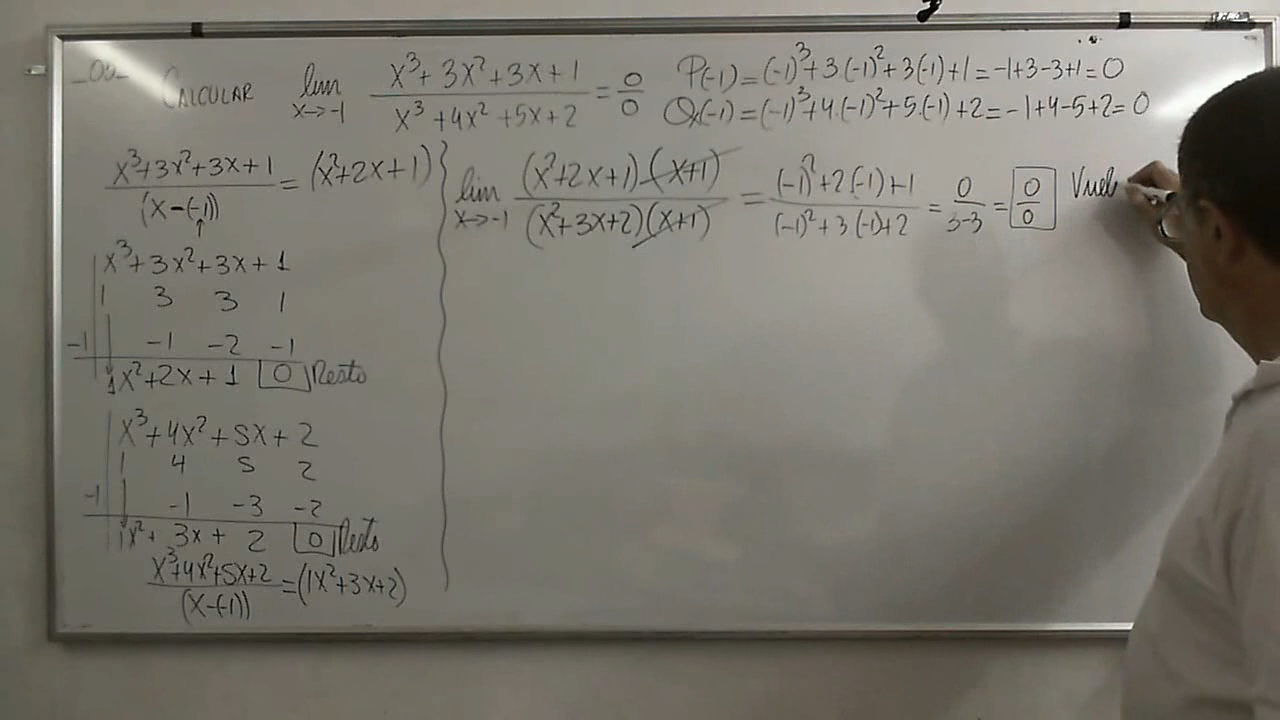 CALCULAR lim x→-1 (x³+3x²+3x+1)/(x³+4x²+5x+2) = 0/0
P(-1)=(-1)³+3(-1)²+3(-1)+1=-1+3-3+1=0
Q(-1)=(-1)³+4·(-1)²+5·(-1)+2=-1+4-5+2=0
(x³+3x²+3x+1)/(x-(-1)) = (x²+2x+1)
x³+3x²+3x+1
1 3 3 1
-1 -1 -2 -1
1x²+2x+1 0 Resto
x³+4x²+5x+2
1 4 5 2
-1 -1 -3 -2
1x²+3x+2 0 Resto
(x³+4x²+5x+2)/(x-(-1)) = (1x²+3x+2)
lim x→-1 (x²+2x+1)(x+1)/(x²+3x+2)(x+1) = ((-1)²+2(-1)+1)/((-1)²+3(-1)+2) = 0/(3-3) = 0/0 Vuel